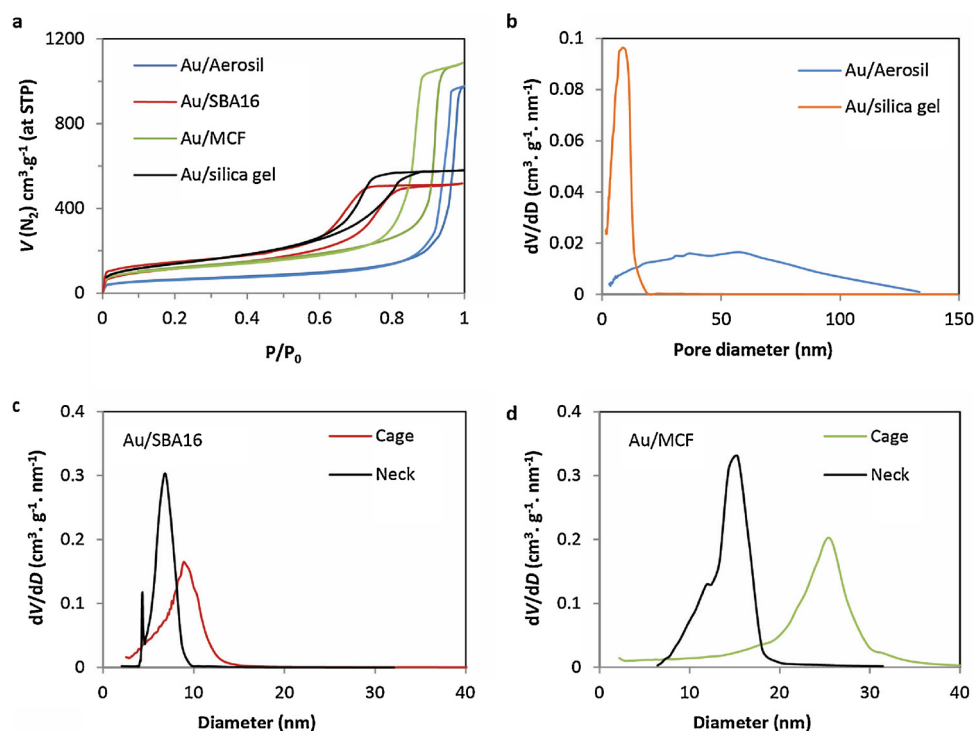 a
V (N₂) cm³.g⁻¹ (at STP)
1200
800
400
0
0
0.2
0.4
0.6
0.8
1
P/P₀
Au/Aerosil
Au/SBA16
Au/MCF
Au/silica gel
b
dV/dD (cm³. g⁻¹. nm⁻¹)
0.1
0.08
0.06
0.04
0.02
0
0
50
100
150
Pore diameter (nm)
Au/Aerosil
Au/silica gel
c
dV/dD (cm³. g⁻¹. nm⁻¹)
0.4
0.3
0.2
0.1
0
0
10
20
30
40
Diameter (nm)
Au/SBA16
Cage
Neck
d
dV/dD (cm³. g⁻¹. nm⁻¹)
0.4
0.3
0.2
0.1
0
0
10
20
30
40
Diameter (nm)
Au/MCF
Cage
Neck